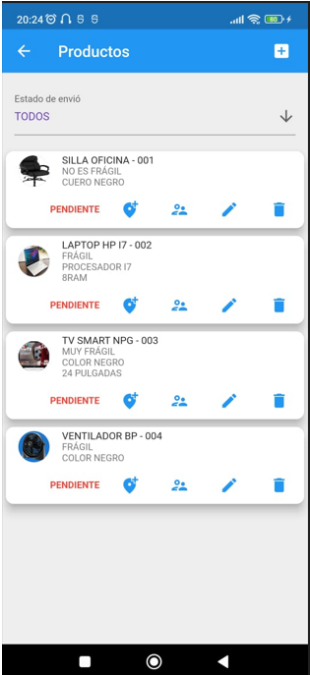 20:24
Productos
Estado de envió
TODOS
SILLA OFICINA - 001
NO ES FRÁGIL
CUERO NEGRO
PENDIENTE
LAPTOP HP I7 - 002
FRÁGIL
PROCESADOR I7
8RAM
PENDIENTE
TV SMART NPG - 003
MUY FRÁGIL
COLOR NEGRO
24 PULGADAS
PENDIENTE
VENTILADOR BP - 004
FRÁGIL
COLOR NEGRO
PENDIENTE